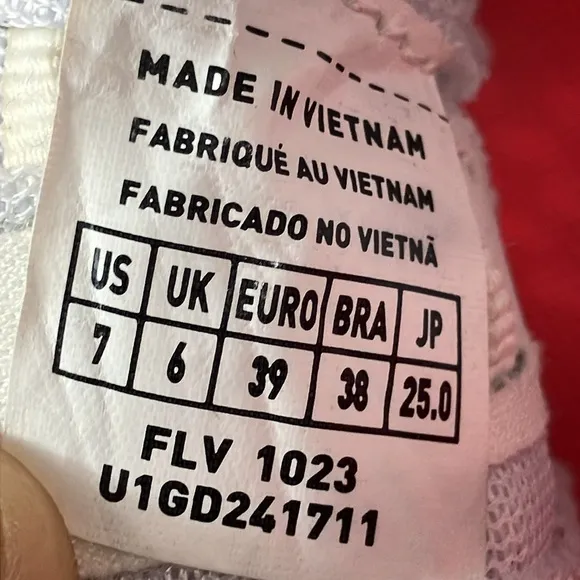 MADE IN VIETNAM
FABRIQUÉ AU VIETNAM
FABRICADO NO VIETNÃ
US UK EURO BRA JP
7 6 39 38 25.0
FLV 1023
U1GD241711